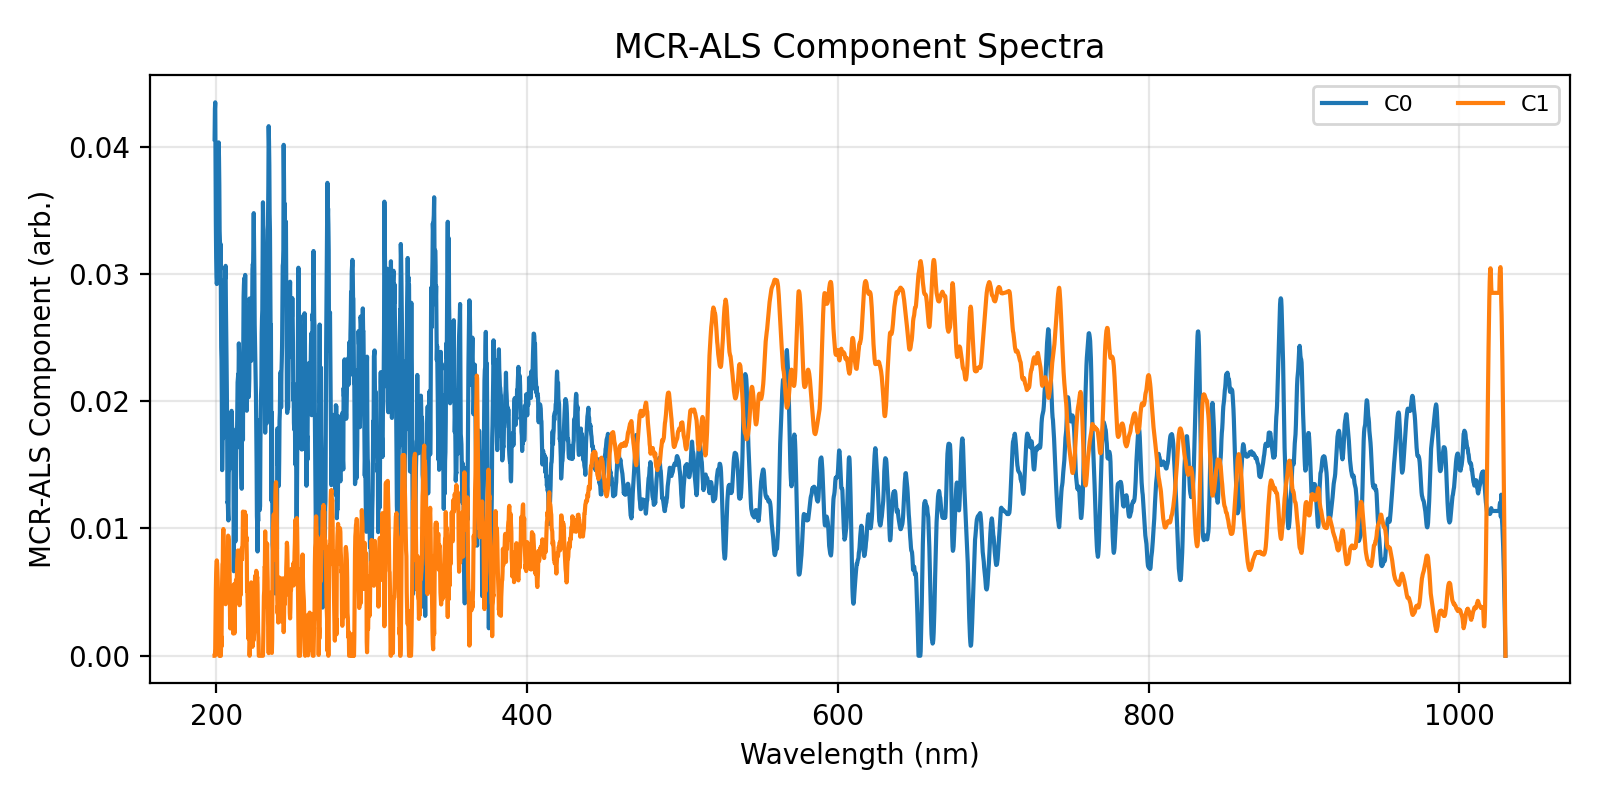 MCR-ALS Component Spectra
C0
C1
MCR-ALS Component (arb.)
0.04
0.03
0.02
0.01
0.00
200
400
600
800
1000
Wavelength (nm)